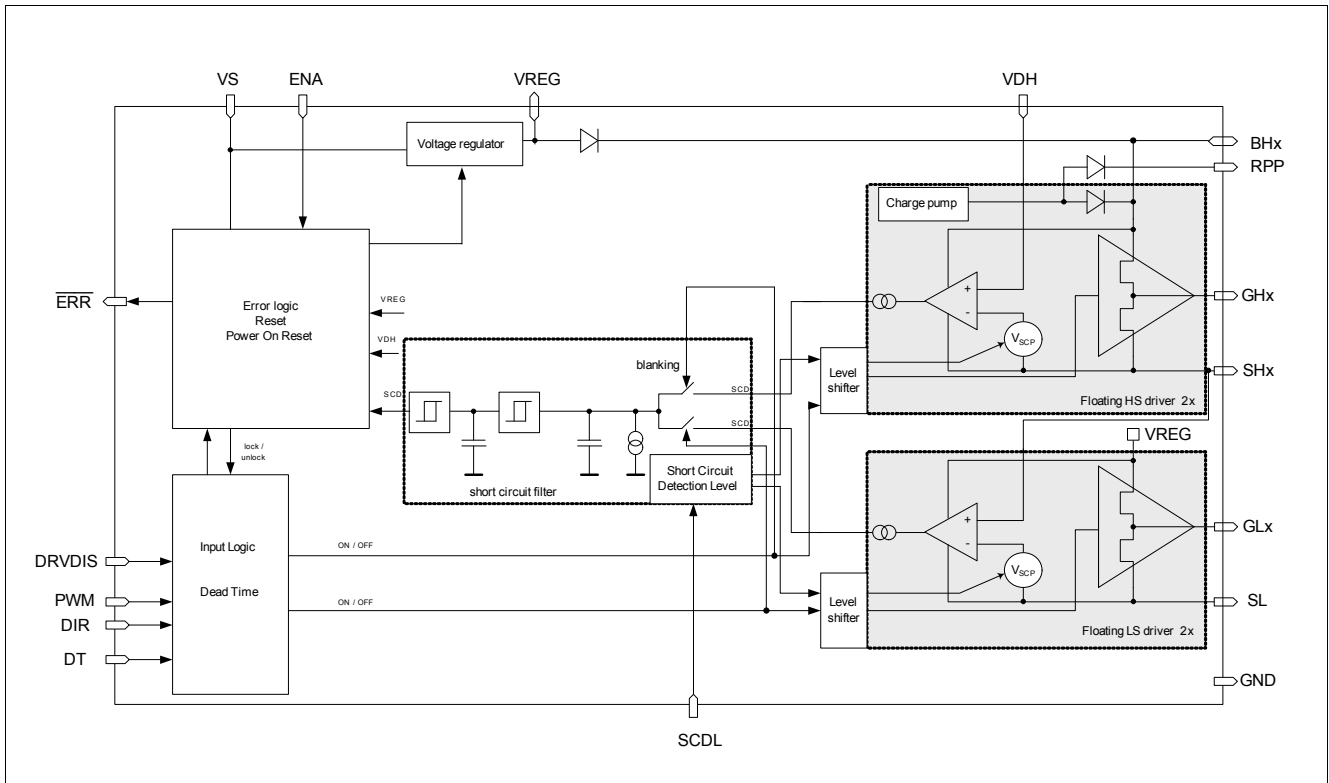 VS
ENA
VREG
VDH
Voltage regulator
BHx
RPP
Charge pump
ERR
Error logic
Reset
Power On Reset
VREG
VDH
SCD
+
-
VSCP
GHx
SHx
Level
shifter
Floating HS driver 2x
blanking
SCD
SCD
short circuit filter
Short Circuit
Detection Level
lock /
unlock
VREG
+
-
VSCP
GLx
SL
Level
shifter
Floating LS driver 2x
Input Logic
Dead Time
ON / OFF
ON / OFF
DRVDIS
PWM
DIR
DT
GND
SCDL